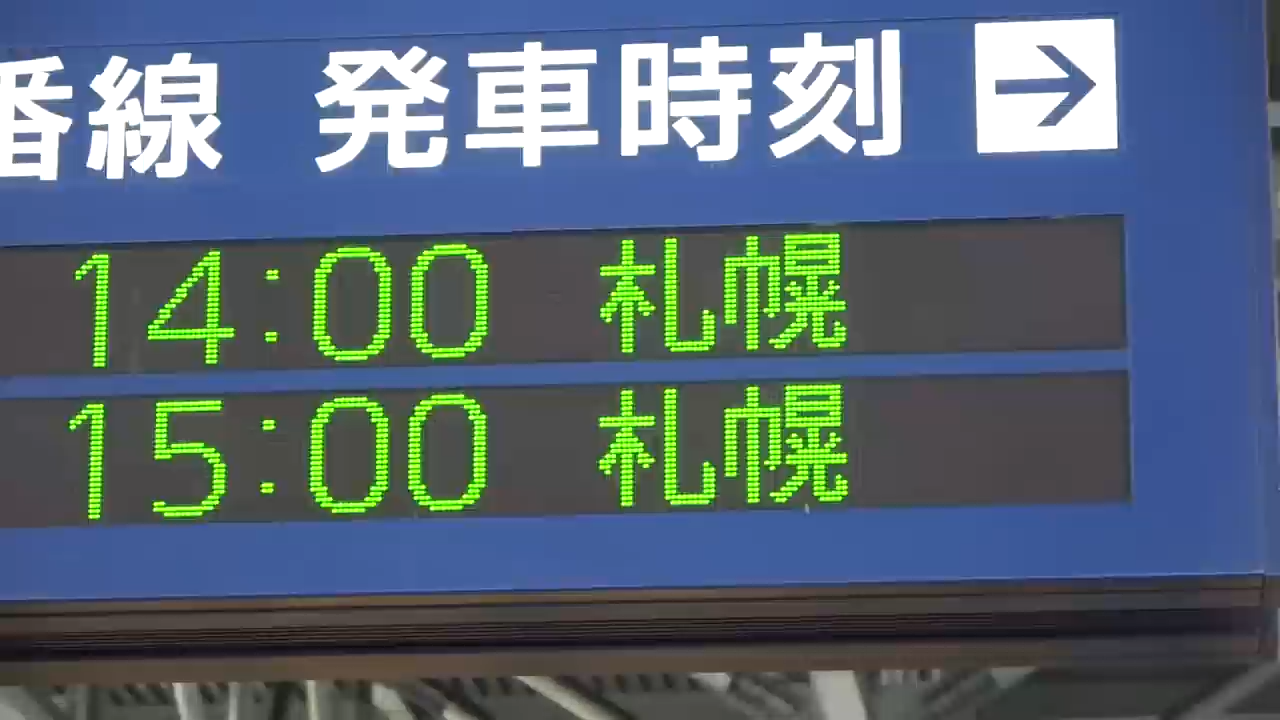 番線 発車時刻 →
14:00 札幌
15:00 札幌